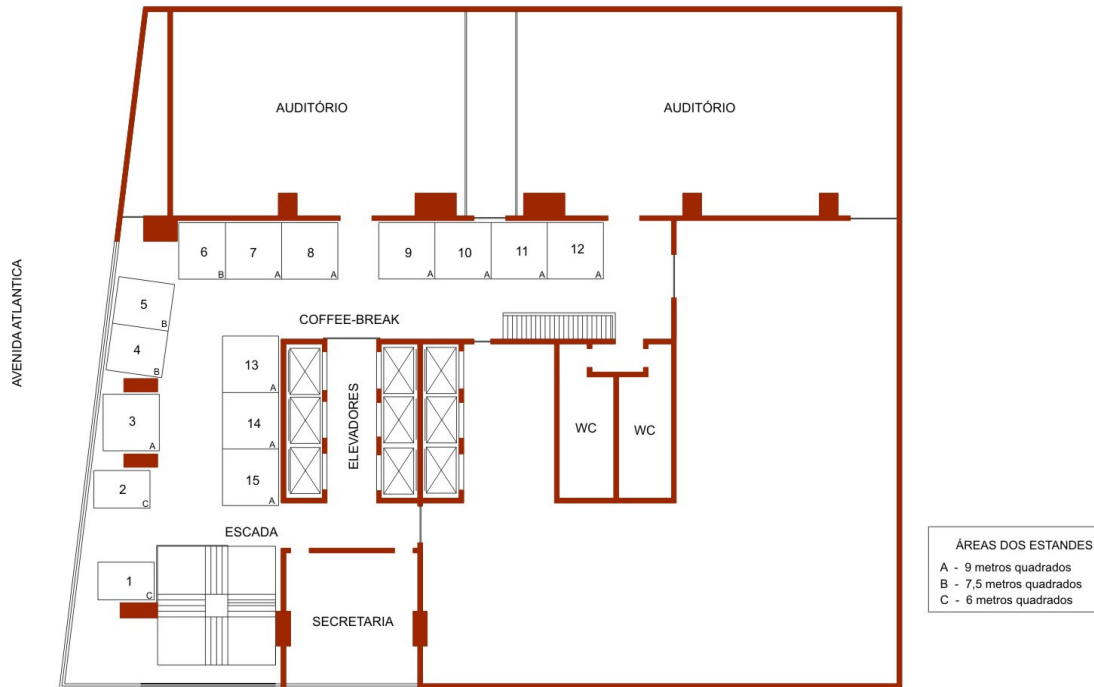 AUDITÓRIO
AUDITÓRIO
6
B
7
A
8
A
9
A
10
A
11
A
12
A
AVENIDA ATLANTICA
5
B
4
B
COFFEE-BREAK
13
A
14
A
15
A
3
A
2
C
ELEVADORES
WC
WC
ESCADA
1
C
SECRETARIA
ÁREAS DOS ESTANDES
A - 9 metros quadrados
B - 7,5 metros quadrados
C - 6 metros quadrados